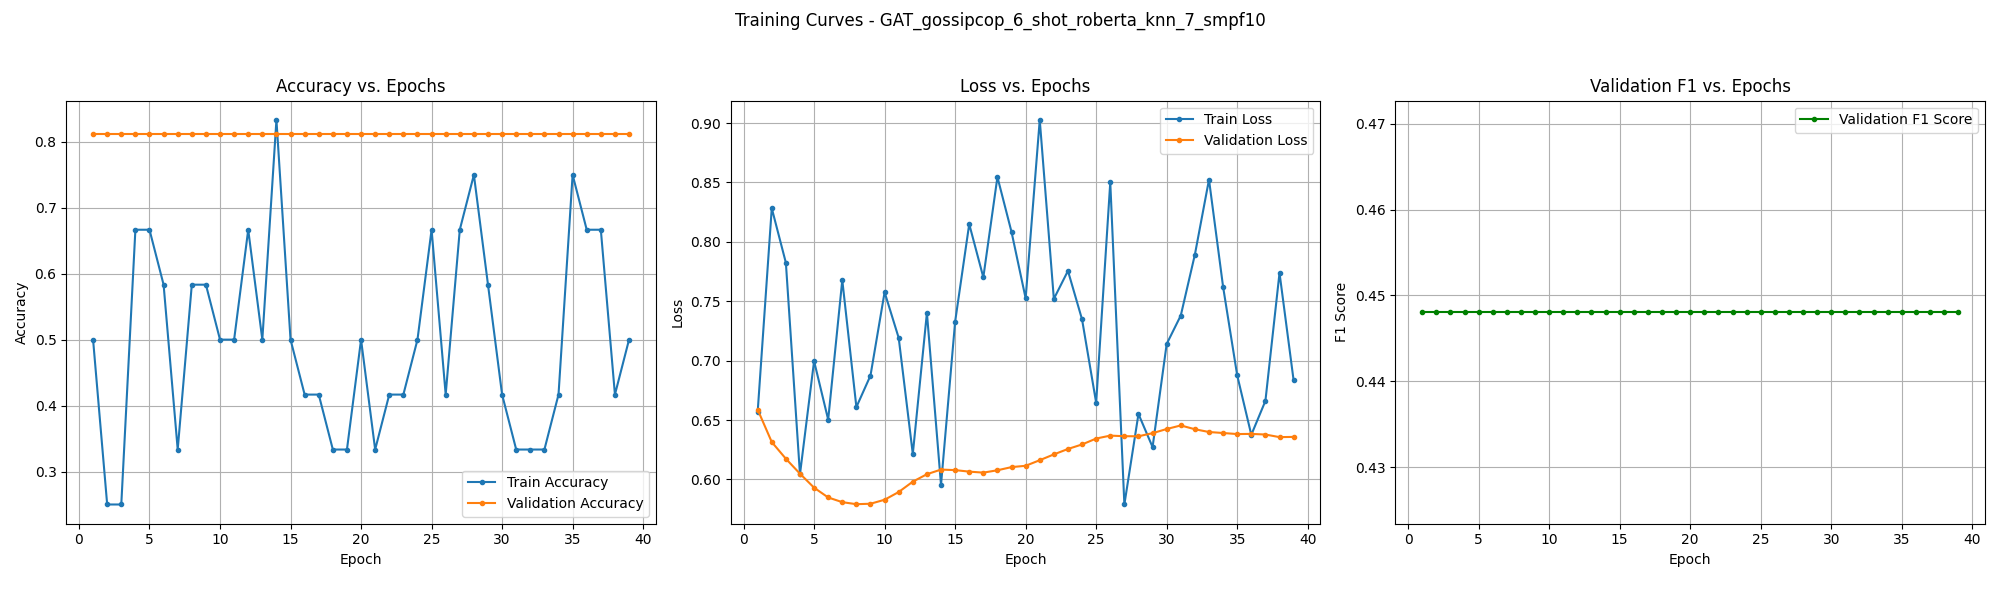 Training Curves - GAT_gossipcop_6_shot_roberta_knn_7_smpf10
Accuracy vs. Epochs
Accuracy
0.8
0.7
0.6
0.5
0.4
0.3
Train Accuracy
Validation Accuracy
0 5 10 15 20 25 30 35 40
Epoch
Loss vs. Epochs
Loss
0.90
0.85
0.80
0.75
0.70
0.65
0.60
Train Loss
Validation Loss
0 5 10 15 20 25 30 35 40
Epoch
Validation F1 vs. Epochs
F1 Score
0.47
0.46
0.45
0.44
0.43
Validation F1 Score
0 5 10 15 20 25 30 35 40
Epoch